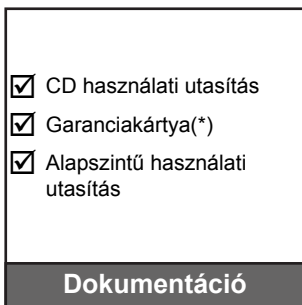 ☑ CD használati utasítás
☑ Garanciakártya(*)
☑ Alapszintű használati
utasítás
Dokumentáció